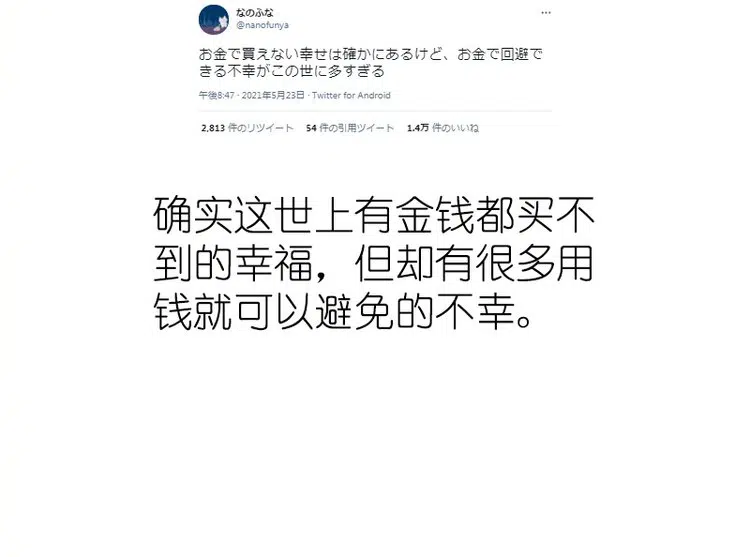 なのふな
@nanofunya
お金で買えない幸せは確かにあるけど、お金で回避で
きる不幸がこの世に多すぎる
午後8:47 · 2021年5月23日 · Twitter for Android
2,813 件のリツイート 54 件の引用ツイート 1.4万 件のいいね
确实这世上有金钱都买不
到的幸福，但却有很多用
钱就可以避免的不幸。